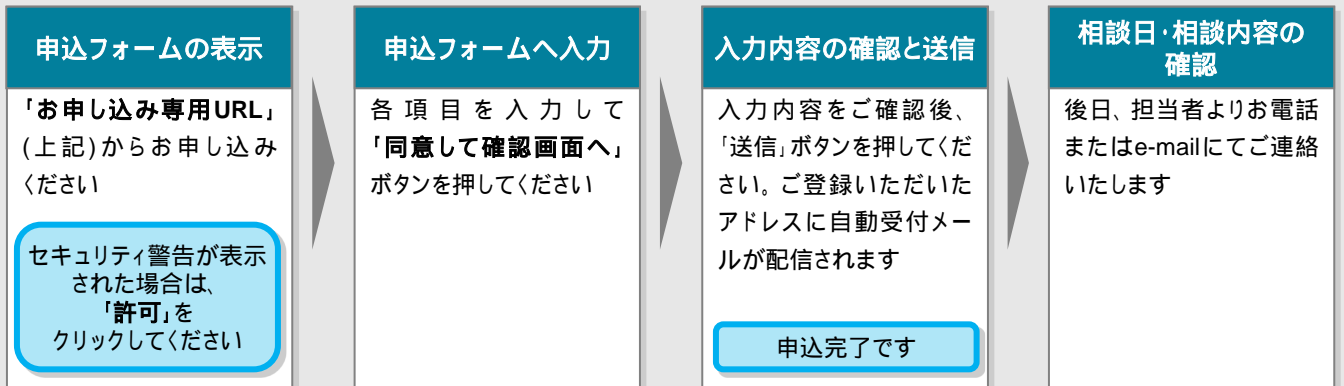 申込フォームの表示
「お申し込み専用URL」
(上記)からお申し込み
ください
セキュリティ警告が表示
された場合は、
「許可」を
クリックしてください
申込フォームへ入力
各項目を入力して
「同意して確認画面へ」
ボタンを押してください
入力内容の確認と送信
入力内容をご確認後、
「送信」ボタンを押してくだ
さい。ご登録いただいた
アドレスに自動受付メー
ルが配信されます
申込完了です
相談日・相談内容の
確認
後日、担当者よりお電話
またはe-mailにてご連絡
いたします